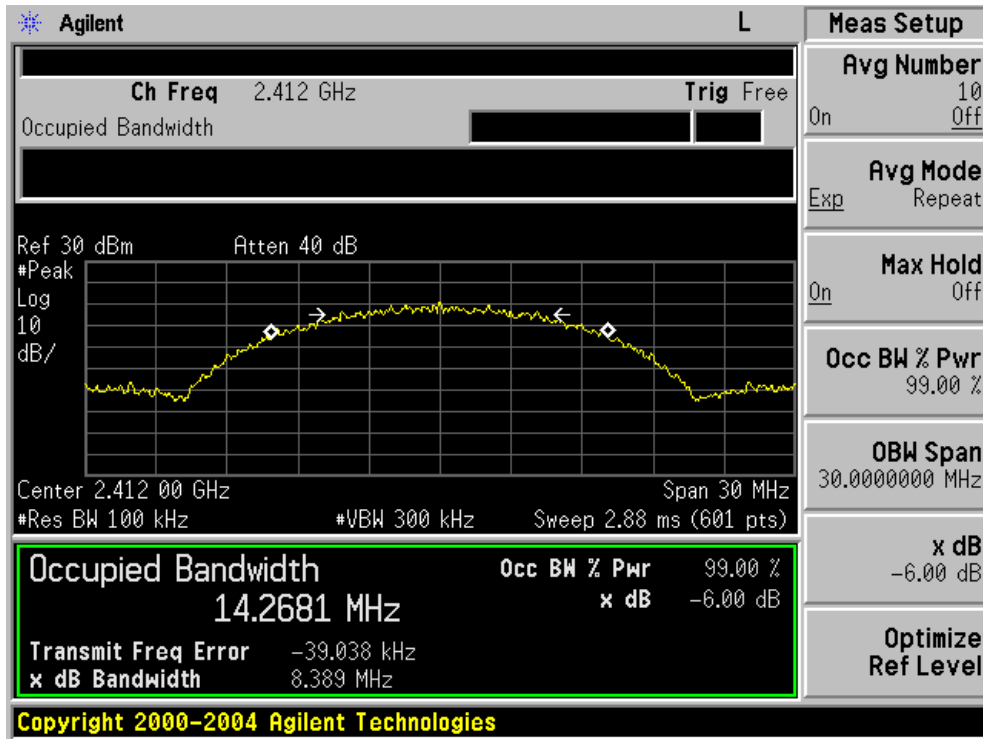 Agilent L Meas Setup
Ch Freq 2.412 GHz Trig Free
Occupied Bandwidth
Avg Number
10
On Off
Avg Mode
Exp Repeat
Max Hold
On Off
Occ BW % Pwr
99.00 %
OBW Span
30.0000000 MHz
x dB
-6.00 dB
Optimize
Ref Level
Ref 30 dBm Atten 40 dB
#Peak
Log
10
dB/
Center 2.412 00 GHz Span 30 MHz
#Res BW 100 kHz #VBW 300 kHz Sweep 2.88 ms (601 pts)
Occupied Bandwidth Occ BW % Pwr 99.00 %
14.2681 MHz x dB -6.00 dB
Transmit Freq Error -39.038 kHz
x dB Bandwidth 8.389 MHz
Copyright 2000-2004 Agilent Technologies